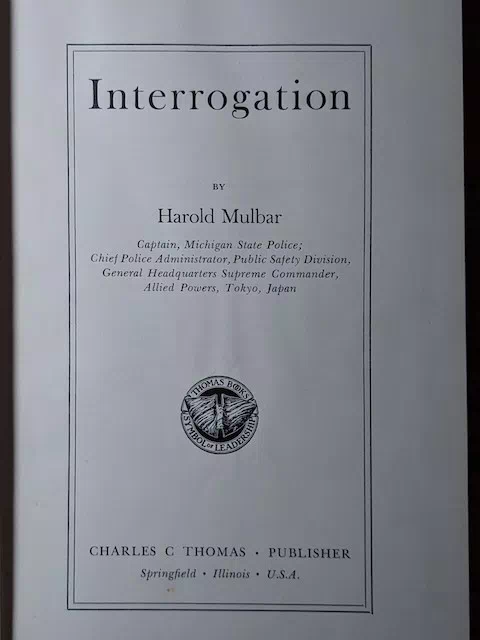 Interrogation
BY
Harold Mulbar
Captain, Michigan State Police;
Chief Police Administrator, Public Safety Division,
General Headquarters Supreme Commander,
Allied Powers, Tokyo, Japan
THOMAS BOOKS
SYMBOL OF LEADERSHIP
CHARLES C THOMAS · PUBLISHER
Springfield · Illinois · U.S.A.